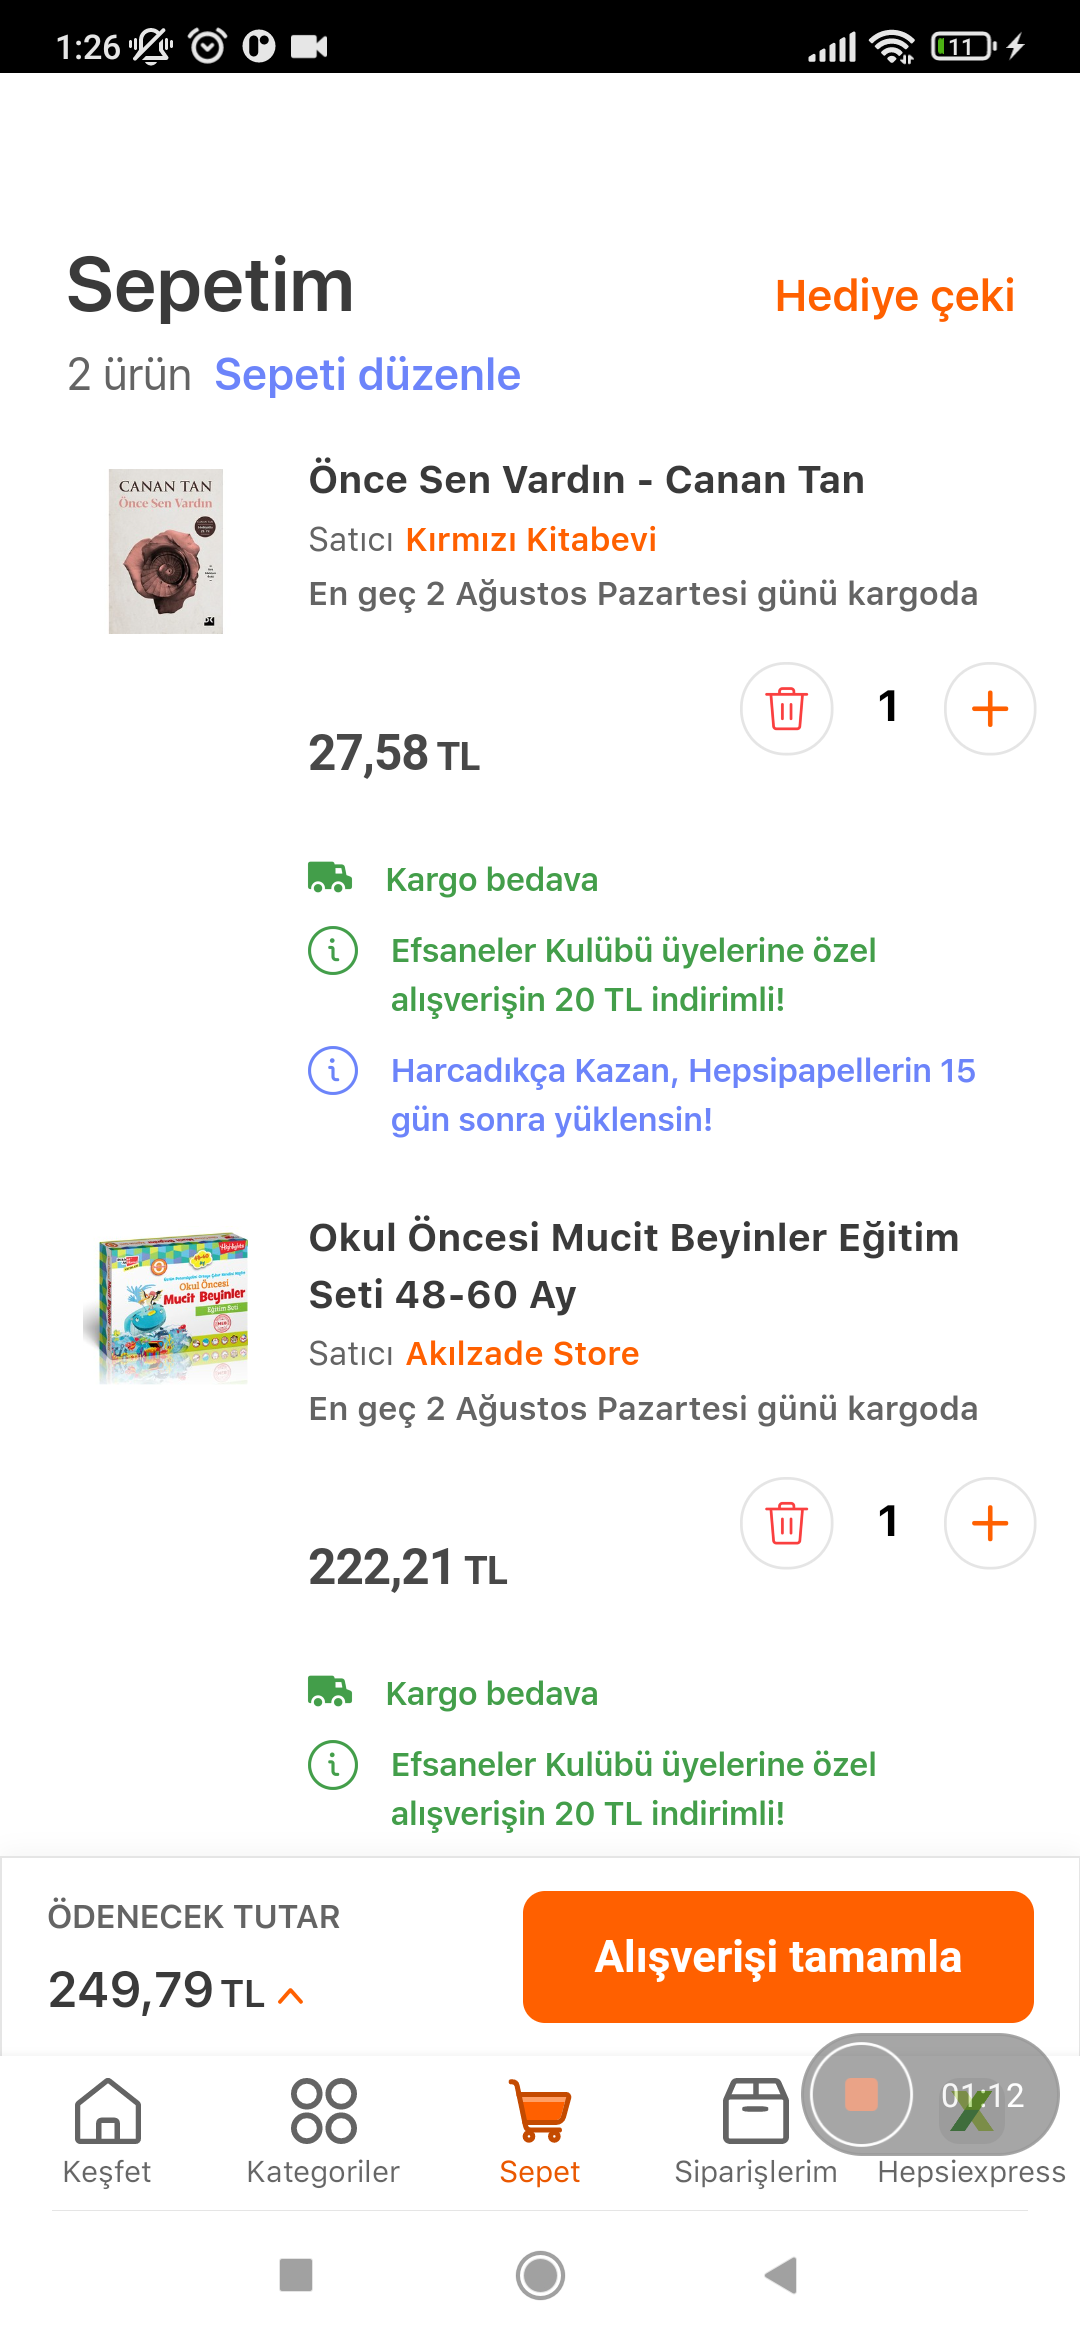 1:26
11
Sepetim
Hediye çeki
2 ürün Sepeti düzenle
CANAN TAN
Önce Sen Vardın
Önce Sen Vardın - Canan Tan
Satıcı Kırmızı Kitabevi
En geç 2 Ağustos Pazartesi günü kargoda
1
27,58 TL
Kargo bedava
Efsaneler Kulübü üyelerine özel
alışverişin 20 TL indirimli!
Harcadıkça Kazan, Hepsipapellerin 15
gün sonra yüklensin!
Okul Öncesi
Mucit Beyinler
Eğitim Seti
Okul Öncesi Mucit Beyinler Eğitim
Seti 48-60 Ay
Satıcı Akılzade Store
En geç 2 Ağustos Pazartesi günü kargoda
1
222,21 TL
Kargo bedava
Efsaneler Kulübü üyelerine özel
alışverişin 20 TL indirimli!
ÖDENECEK TUTAR
249,79 TL
Alışverişi tamamla
01:12
Keşfet
Kategoriler
Sepet
Siparişlerim
Hepsiexpress